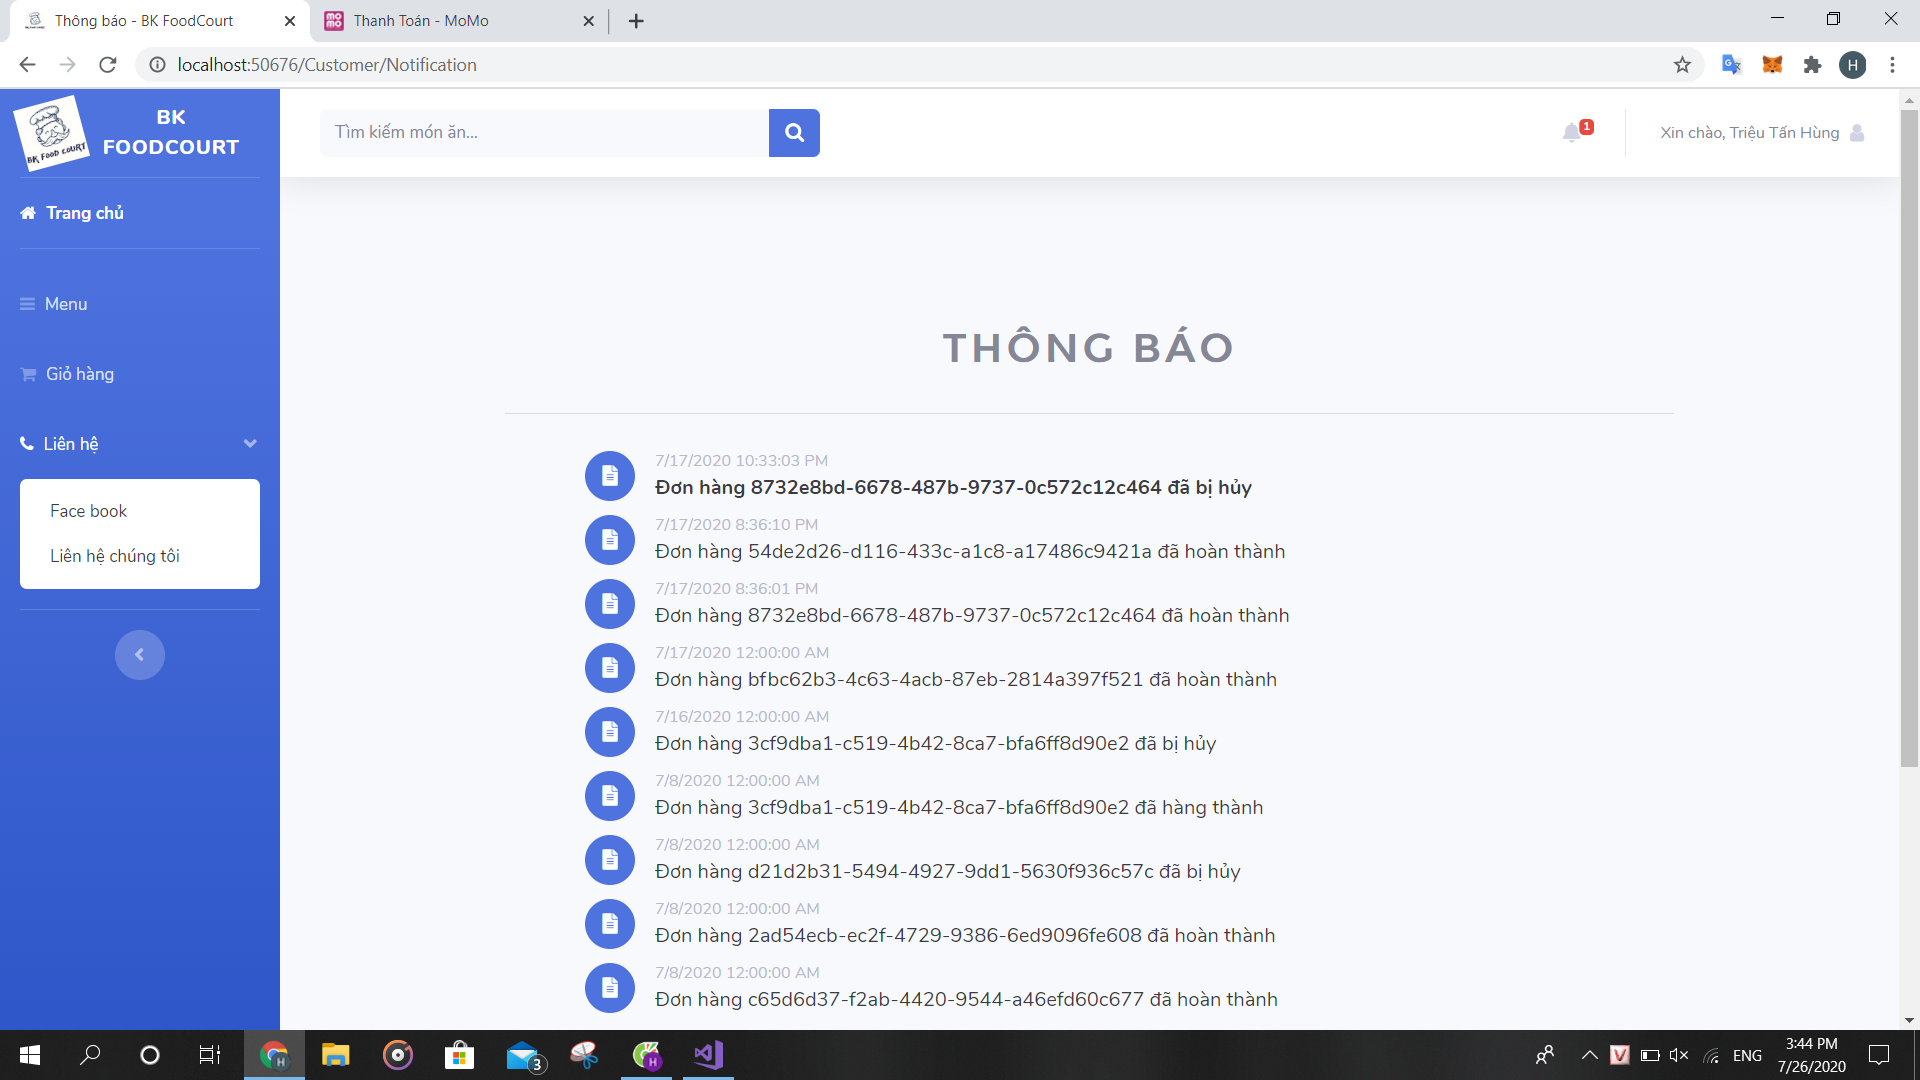 Thông báo - BK FoodCourt
Thanh Toán - MoMo
localhost:50676/Customer/Notification
H
BK FOOD COURT
BK
FOODCOURT
Tìm kiếm món ăn...
1
Xin chào, Triệu Tấn Hùng
Trang chủ
Menu
Giỏ hàng
Liên hệ
Face book
Liên hệ chúng tôi
THÔNG BÁO
7/17/2020 10:33:03 PM
Đơn hàng 8732e8bd-6678-487b-9737-0c572c12c464 đã bị hủy
7/17/2020 8:36:10 PM
Đơn hàng 54de2d26-d116-433c-a1c8-a17486c9421a đã hoàn thành
7/17/2020 8:36:01 PM
Đơn hàng 8732e8bd-6678-487b-9737-0c572c12c464 đã hoàn thành
7/17/2020 12:00:00 AM
Đơn hàng bfbc62b3-4c63-4acb-87eb-2814a397f521 đã hoàn thành
7/16/2020 12:00:00 AM
Đơn hàng 3cf9dba1-c519-4b42-8ca7-bfa6ff8d90e2 đã bị hủy
7/8/2020 12:00:00 AM
Đơn hàng 3cf9dba1-c519-4b42-8ca7-bfa6ff8d90e2 đã hàng thành
7/8/2020 12:00:00 AM
Đơn hàng d21d2b31-5494-4927-9dd1-5630f936c57c đã bị hủy
7/8/2020 12:00:00 AM
Đơn hàng 2ad54ecb-ec2f-4729-9386-6ed9096fe608 đã hoàn thành
7/8/2020 12:00:00 AM
Đơn hàng c65d6d37-f2ab-4420-9544-a46efd60c677 đã hoàn thành
3
ENG
3:44 PM
7/26/2020